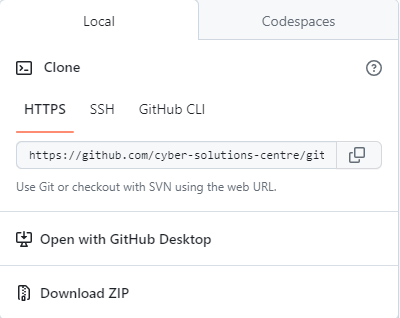 Local Codespaces
Clone
HTTPS SSH GitHub CLI
https://github.com/cyber-solutions-centre/git
Use Git or checkout with SVN using the web URL.
Open with GitHub Desktop
Download ZIP